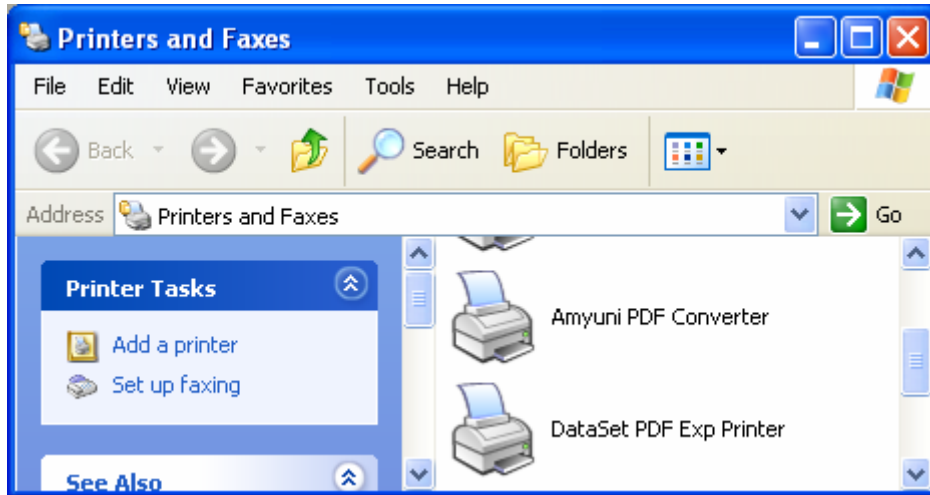 Printers and Faxes
File Edit View Favorites Tools Help
Back Search Folders
Address Printers and Faxes Go
Printer Tasks
Add a printer
Set up faxing
See Also
Amyuni PDF Converter
DataSet PDF Exp Printer